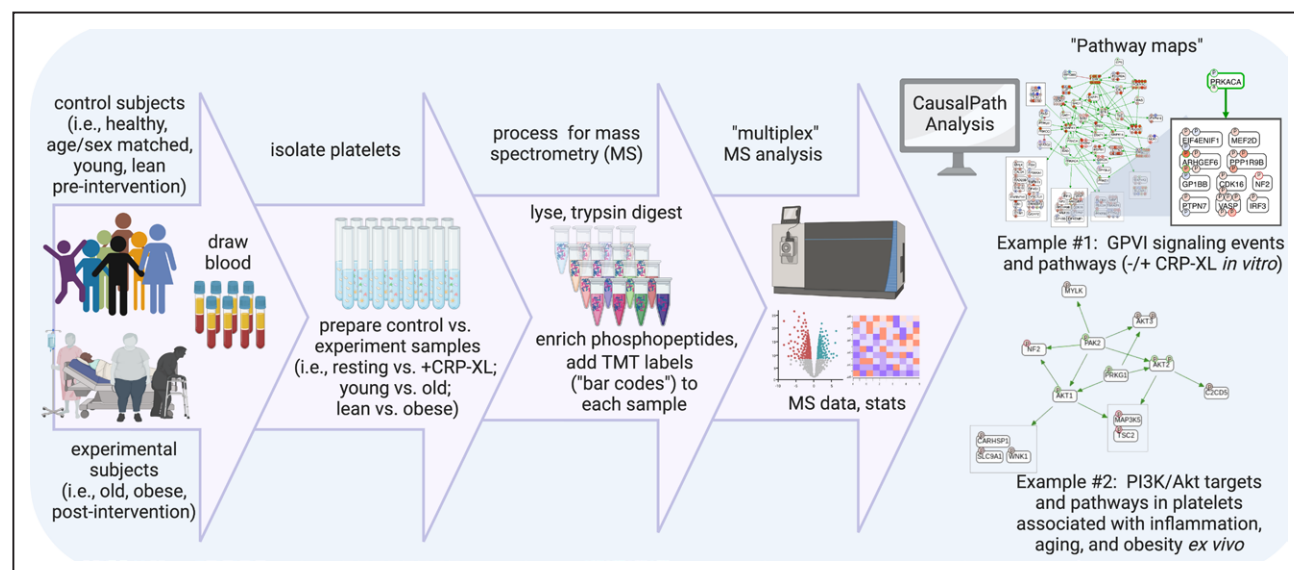 control subjects
(i.e., healthy,
age/sex matched,
young, lean
pre-intervention)
draw
blood
experimental
subjects
(i.e., old, obese,
post-intervention)
isolate platelets
prepare control vs.
experiment samples
(i.e., resting vs. +CRP-XL;
young vs. old;
lean vs. obese)
process for mass
spectrometry (MS)
lyse, trypsin digest
enrich phosphopeptides,
add TMT labels
("bar codes") to
each sample
"multiplex"
MS analysis
MS data, stats
CausalPath
Analysis
"Pathway maps"
PRKACA
EIF4ENIF1 MEF2D
ARHGEF6 PPP1R9B
GP1BB CDK16 NF2
PTPN7 VASP IRF3
Example #1: GPVI signaling events
and pathways (-/+ CRP-XL in vitro)
MYLK
AKT3
NF2 PAK2
AKT2
PRKG1
C2CD5
AKT1
MAP3K5
TSC2
CARHSP1
SLC9A1 WNK1
Example #2: PI3K/Akt targets
and pathways in platelets
associated with inflammation,
aging, and obesity ex vivo